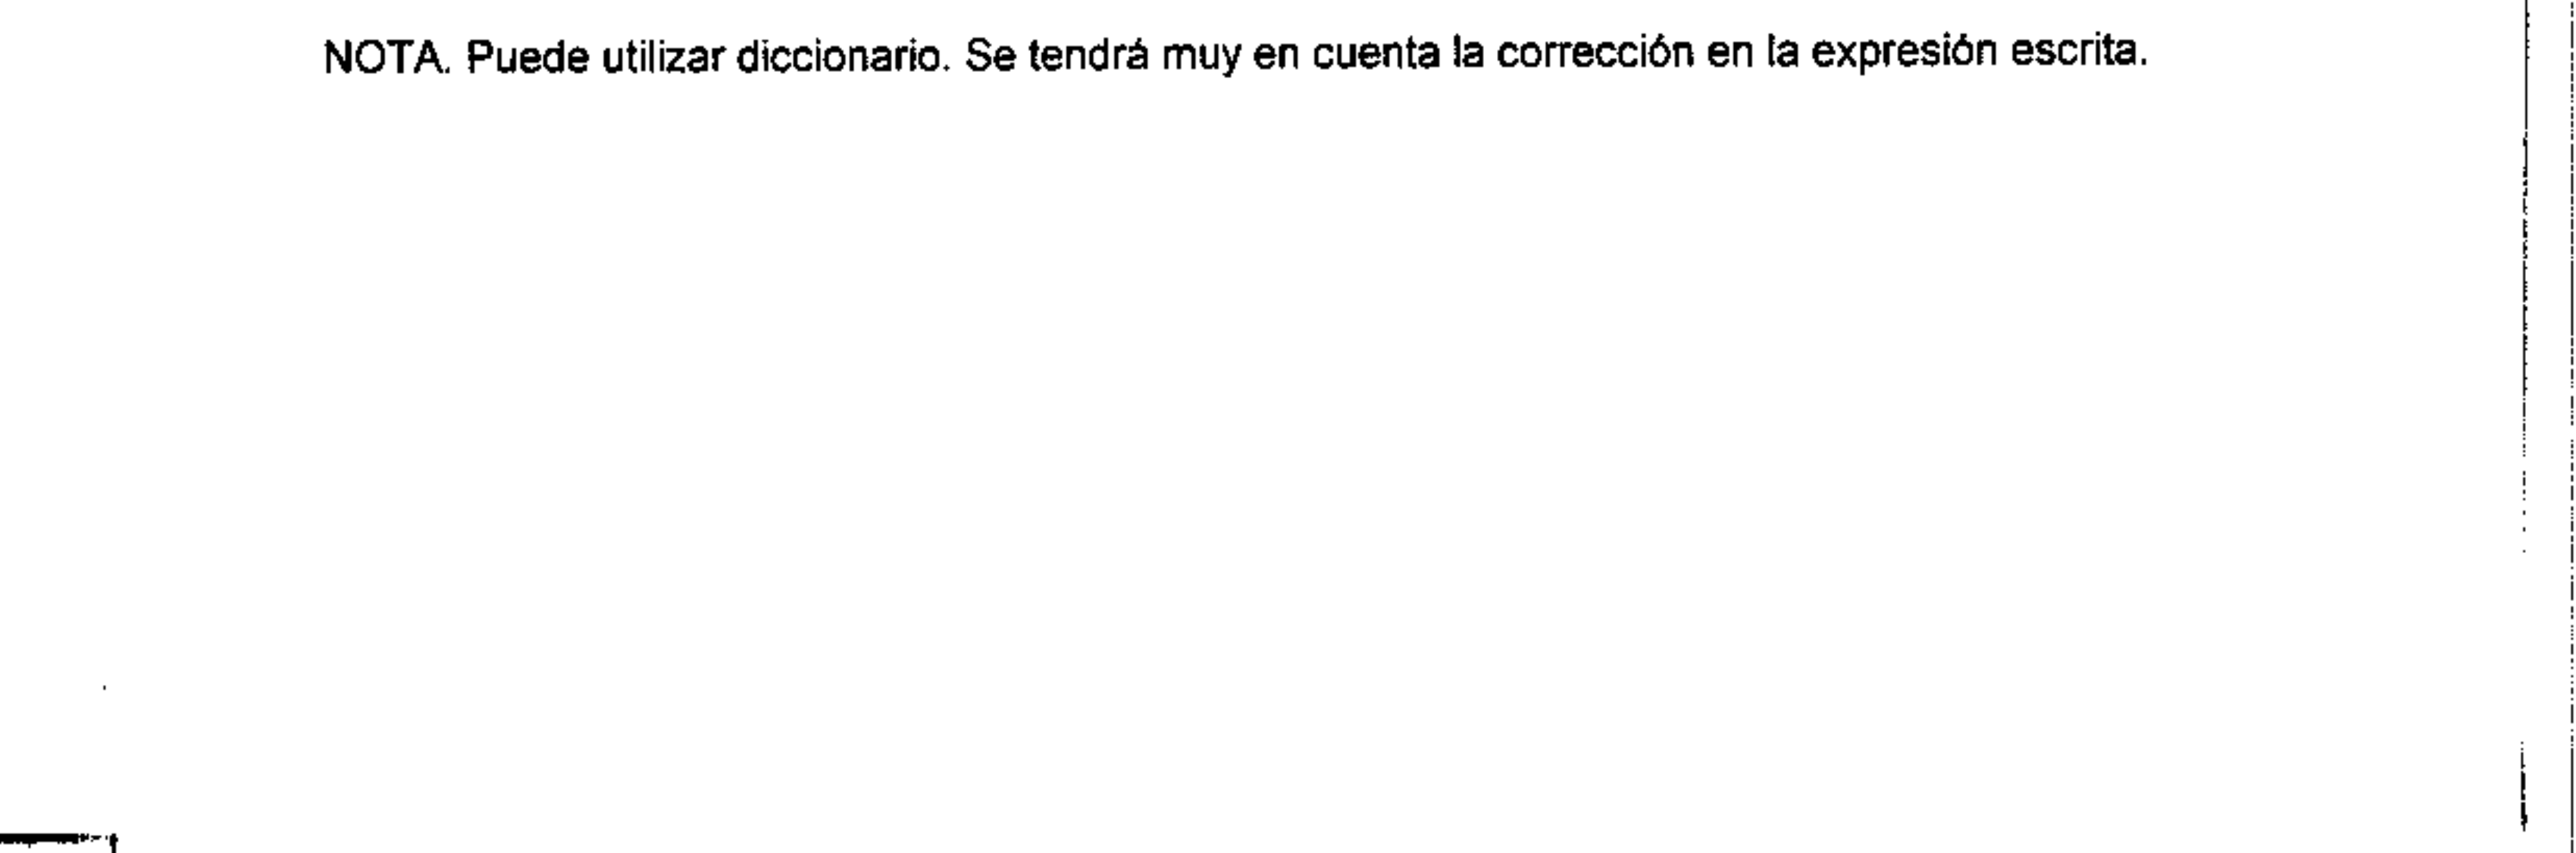 NOTA. Puede utilizar diccionario. Se tendrá muy en cuenta la corrección en la expresión escrita.